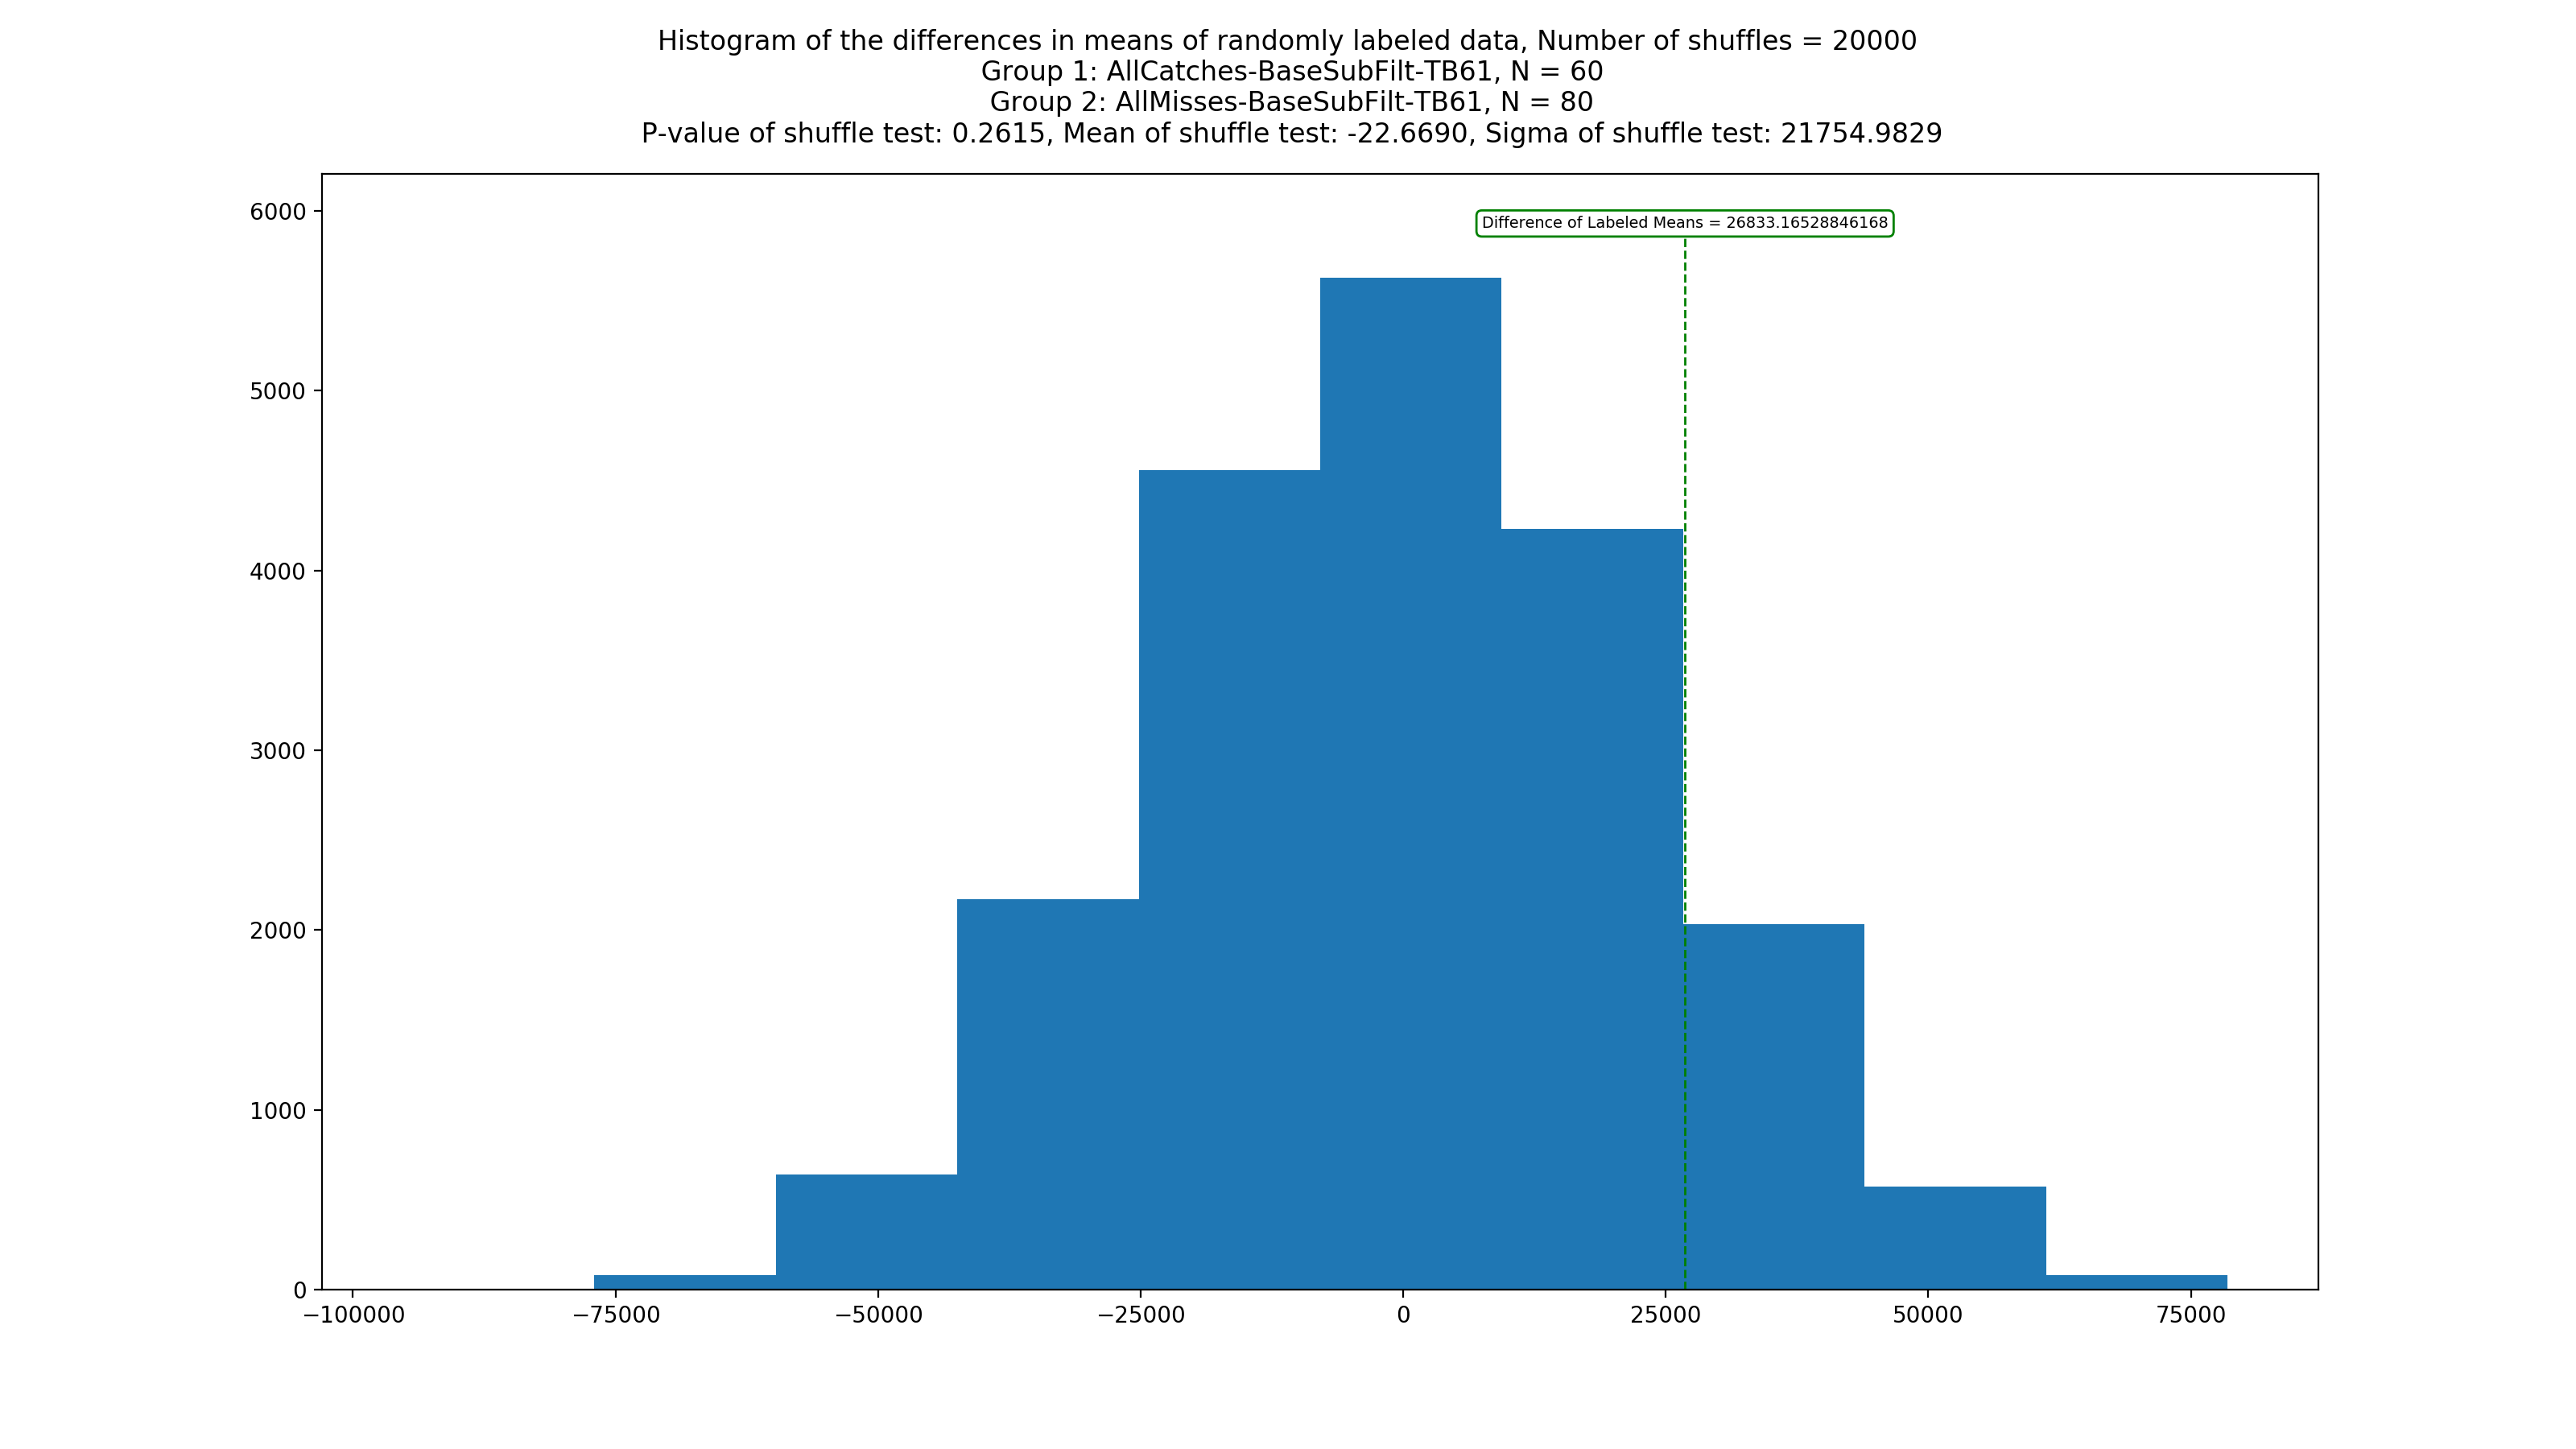 Histogram of the differences in means of randomly labeled data, Number of shuffles = 20000
Group 1: AllCatches-BaseSubFilt-TB61, N = 60
Group 2: AllMisses-BaseSubFilt-TB61, N = 80
P-value of shuffle test: 0.2615, Mean of shuffle test: -22.6690, Sigma of shuffle test: 21754.9829
Difference of Labeled Means = 26833.16528846168
6000
5000
4000
3000
2000
1000
0
−100000 −75000 −50000 −25000 0 25000 50000 75000